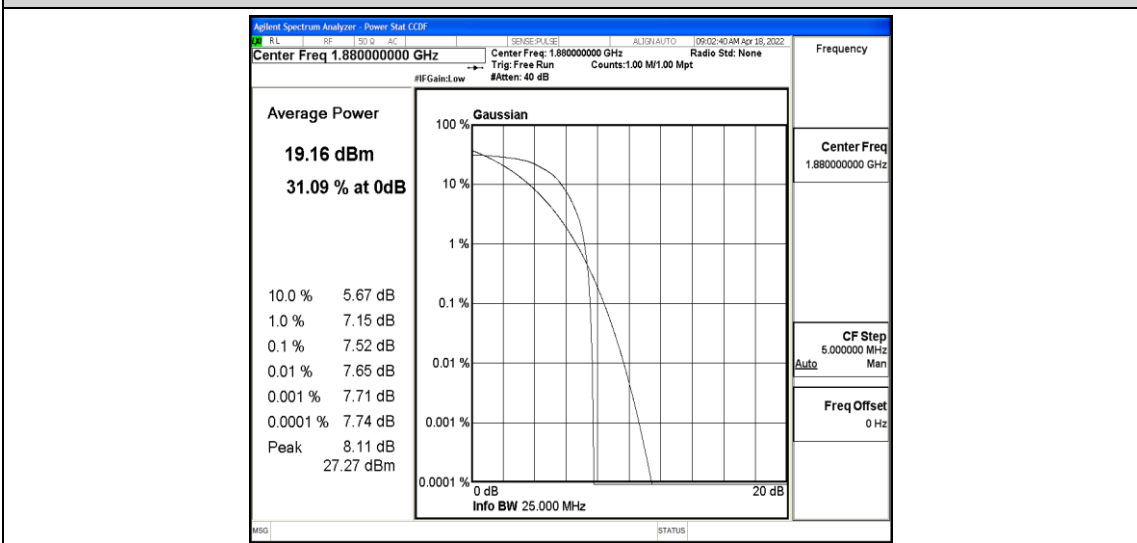 Agilent Spectrum Analyzer - Power Stat CCDF
RL RF 50 Ω AC SENSE:PULSE ALIGN AUTO 09:02:40 AM Apr 18, 2022
Center Freq 1.880000000 GHz
Center Freq: 1.880000000 GHz Radio Std: None
Trig: Free Run Counts:1.00 M/1.00 Mpt
#IFGain:Low #Atten: 40 dB
Frequency
Average Power
19.16 dBm
31.09 % at 0dB
10.0 % 5.67 dB
1.0 % 7.15 dB
0.1 % 7.52 dB
0.01 % 7.65 dB
0.001 % 7.71 dB
0.0001 % 7.74 dB
Peak 8.11 dB
27.27 dBm
Gaussian
100 %
10 %
1 %
0.1 %
0.01 %
0.001 %
0.0001 %
0 dB 20 dB
Info BW 25.000 MHz
Center Freq
1.880000000 GHz
CF Step
5.000000 MHz
Auto Man
Freq Offset
0 Hz
MSG STATUS